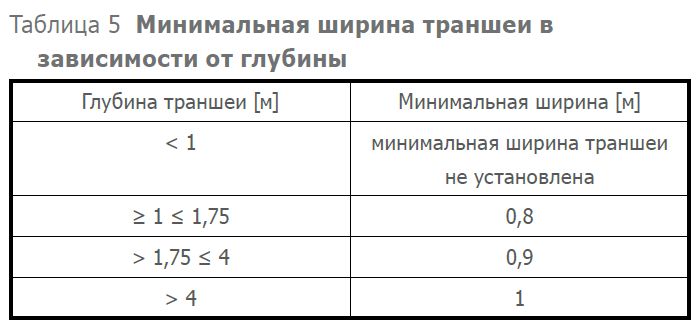 Таблица 5 Минимальная ширина траншеи в
зависимости от глубины
Глубина траншеи [м] Минимальная ширина [м]
< 1 минимальная ширина траншеи
не установлена
≥ 1 ≤ 1,75 0,8
> 1,75 ≤ 4 0,9
> 4 1